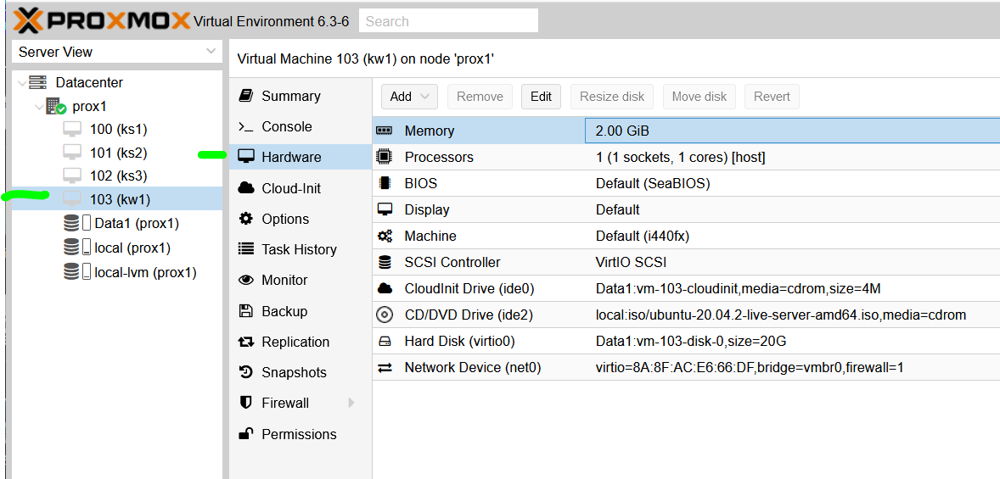 PROXMOX Virtual Environment 6.3-6 Search
Server View
Datacenter
prox1
100 (ks1)
101 (ks2)
102 (ks3)
103 (kw1)
Data1 (prox1)
local (prox1)
local-lvm (prox1)
Virtual Machine 103 (kw1) on node 'prox1'
Summary
>_ Console
Hardware
Cloud-Init
Options
Task History
Monitor
Backup
Replication
Snapshots
Firewall
Permissions
Add Remove Edit Resize disk Move disk Revert
Memory 2.00 GiB
Processors 1 (1 sockets, 1 cores) [host]
BIOS Default (SeaBIOS)
Display Default
Machine Default (i440fx)
SCSI Controller VirtIO SCSI
CloudInit Drive (ide0) Data1:vm-103-cloudinit,media=cdrom,size=4M
CD/DVD Drive (ide2) local:iso/ubuntu-20.04.2-live-server-amd64.iso,media=cdrom
Hard Disk (virtio0) Data1:vm-103-disk-0,size=20G
Network Device (net0) virtio=8A:8F:AC:E6:66:DF,bridge=vmbr0,firewall=1